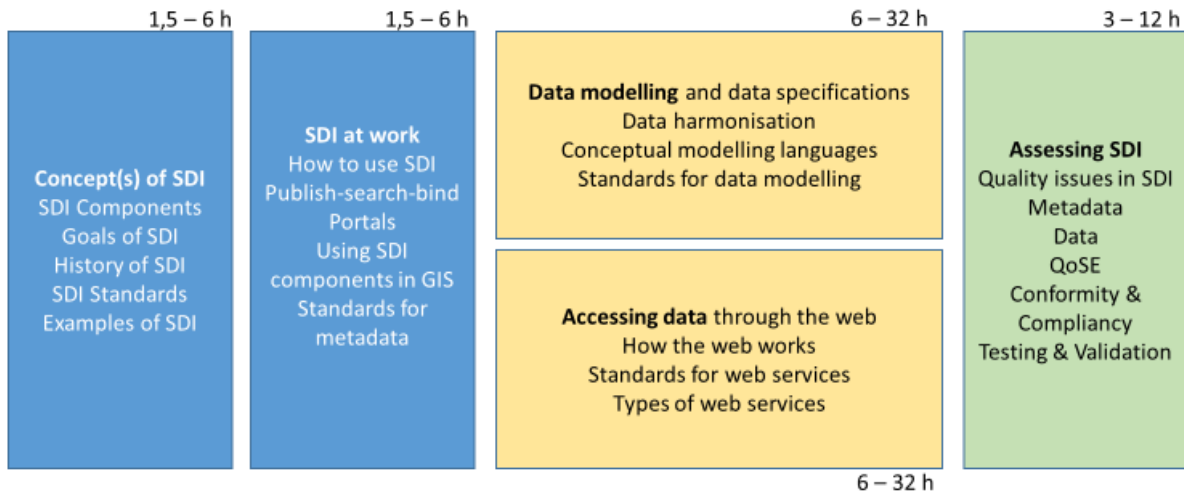 1,5 – 6 h
Concept(s) of SDI
SDI Components
Goals of SDI
History of SDI
SDI Standards
Examples of SDI
1,5 – 6 h
SDI at work
How to use SDI
Publish-search-bind
Portals
Using SDI
components in GIS
Standards for
metadata
6 – 32 h
Data modelling and data specifications
Data harmonisation
Conceptual modelling languages
Standards for data modelling
Accessing data through the web
How the web works
Standards for web services
Types of web services
6 – 32 h
3 – 12 h
Assessing SDI
Quality issues in SDI
Metadata
Data
QoSE
Conformity &
Compliancy
Testing & Validation